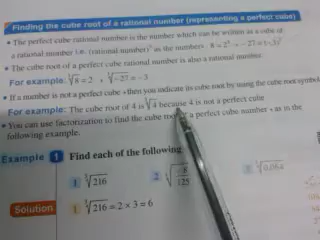 Finding the cube root of a rational number (representing a perfect cube)
• The perfect cube rational number is the number which can be written as a cube of
a rational number i.e. (rational number)³ as the numbers : 8 = 2³ , − 27 = (− 3)³
• The cube root of a perfect cube rational number is also a rational number.
For example: ∛8 = 2 , ∛−27 = − 3
• If a number is not a perfect cube , then you indicate its cube root by using the cube root symbol
For example: The cube root of 4 is ∛4 because 4 is not a perfect cube
• You can use factorization to find the cube root a perfect cube number , as in the
following example.
Example 1 Find each of the following
1 ∛216
2 ∛8/125
3 ∛0.064
Solution
1 ∛216 = 2 × 3 = 6